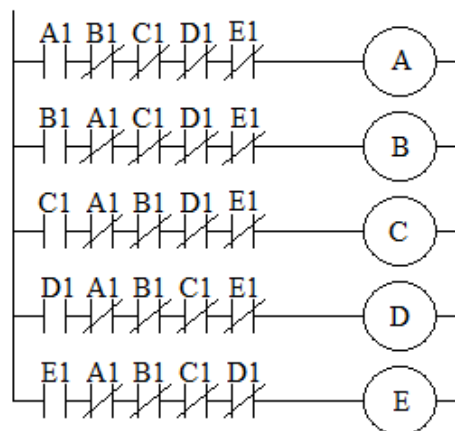 A1 B1 C1 D1 E1 A
B1 A1 C1 D1 E1 B
C1 A1 B1 D1 E1 C
D1 A1 B1 C1 E1 D
E1 A1 B1 C1 D1 E